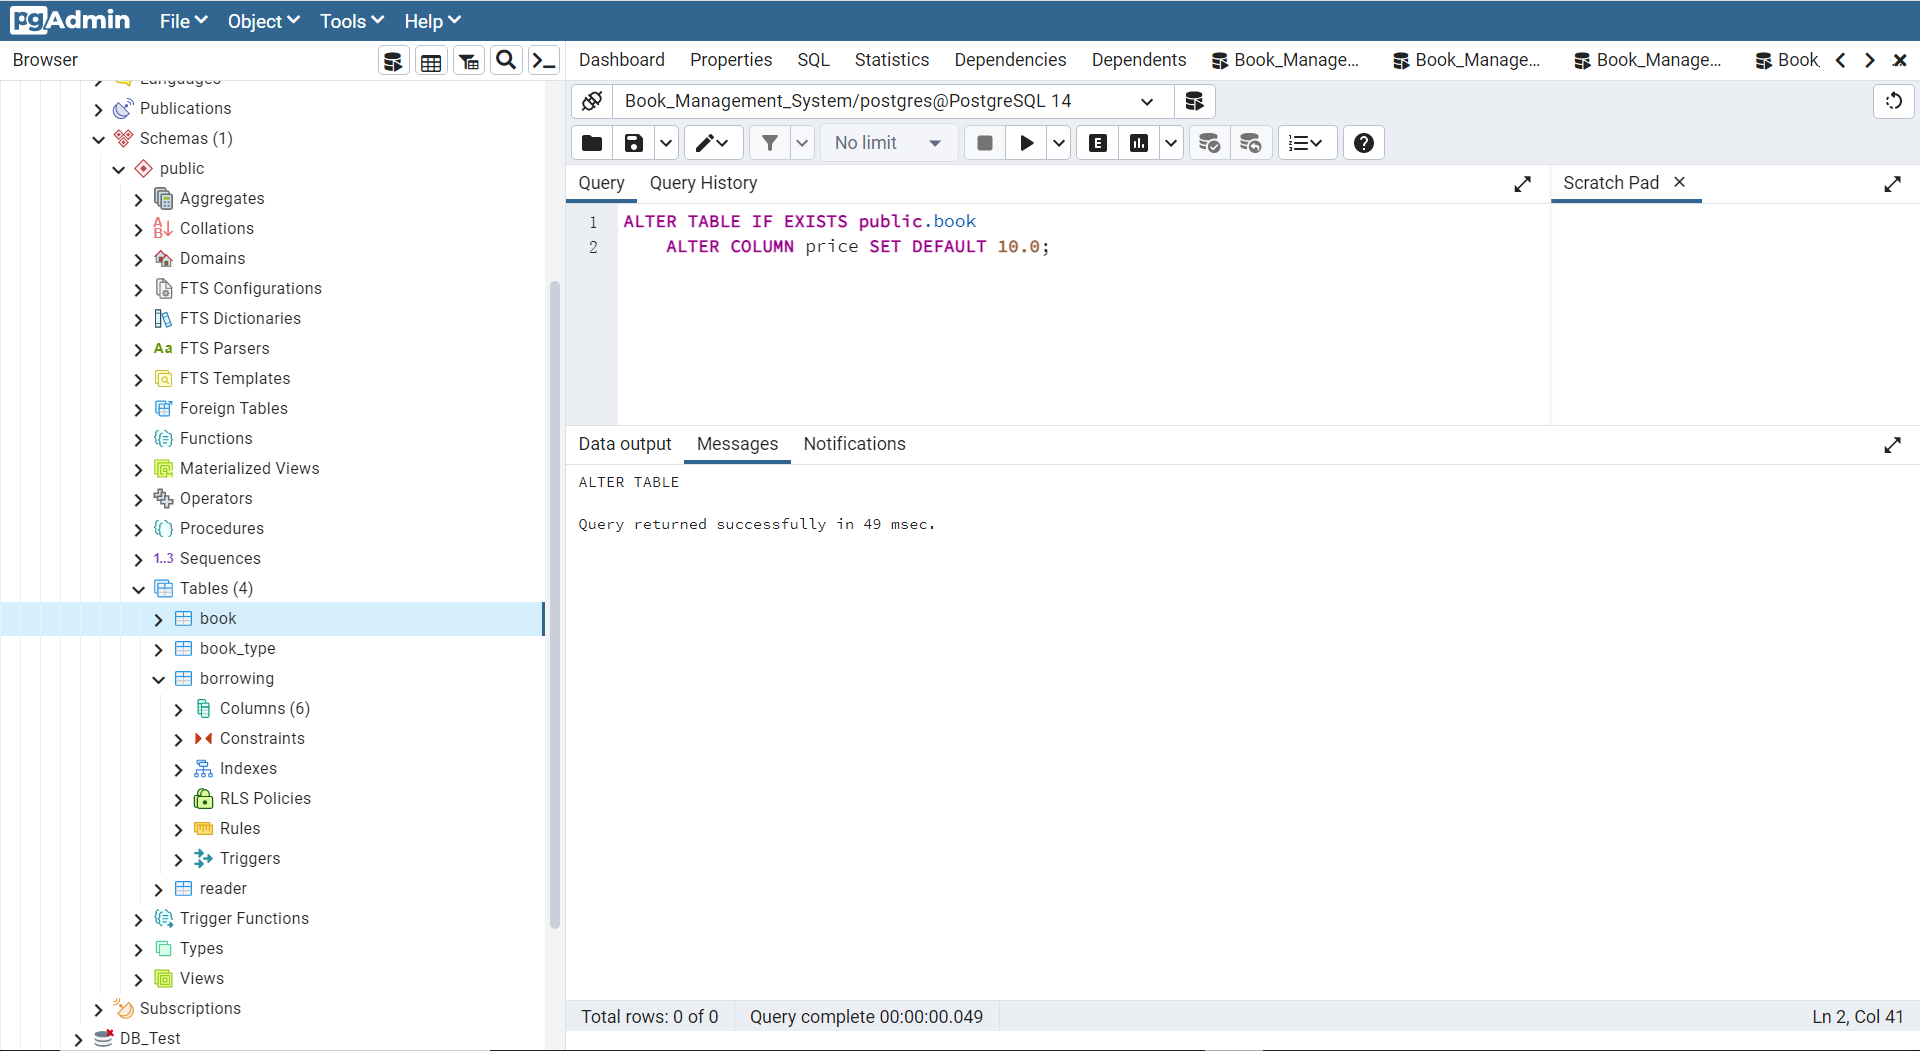 pgAdmin File Object Tools Help
Browser
Dashboard Properties SQL Statistics Dependencies Dependents Book_Manage... Book_Manage... Book_Manage... Book
Languages
Publications
Schemas (1)
public
Aggregates
Collations
Domains
FTS Configurations
FTS Dictionaries
Aa FTS Parsers
FTS Templates
Foreign Tables
Functions
Materialized Views
Operators
Procedures
1..3 Sequences
Tables (4)
book
book_type
borrowing
Columns (6)
Constraints
Indexes
RLS Policies
Rules
Triggers
reader
Trigger Functions
Types
Views
Subscriptions
DB_Test
Book_Management_System/postgres@PostgreSQL 14
No limit E
Query Query History
Scratch Pad
1 ALTER TABLE IF EXISTS public.book
2 ALTER COLUMN price SET DEFAULT 10.0;
Data output Messages Notifications
ALTER TABLE
Query returned successfully in 49 msec.
Total rows: 0 of 0 Query complete 00:00:00.049 Ln 2, Col 41